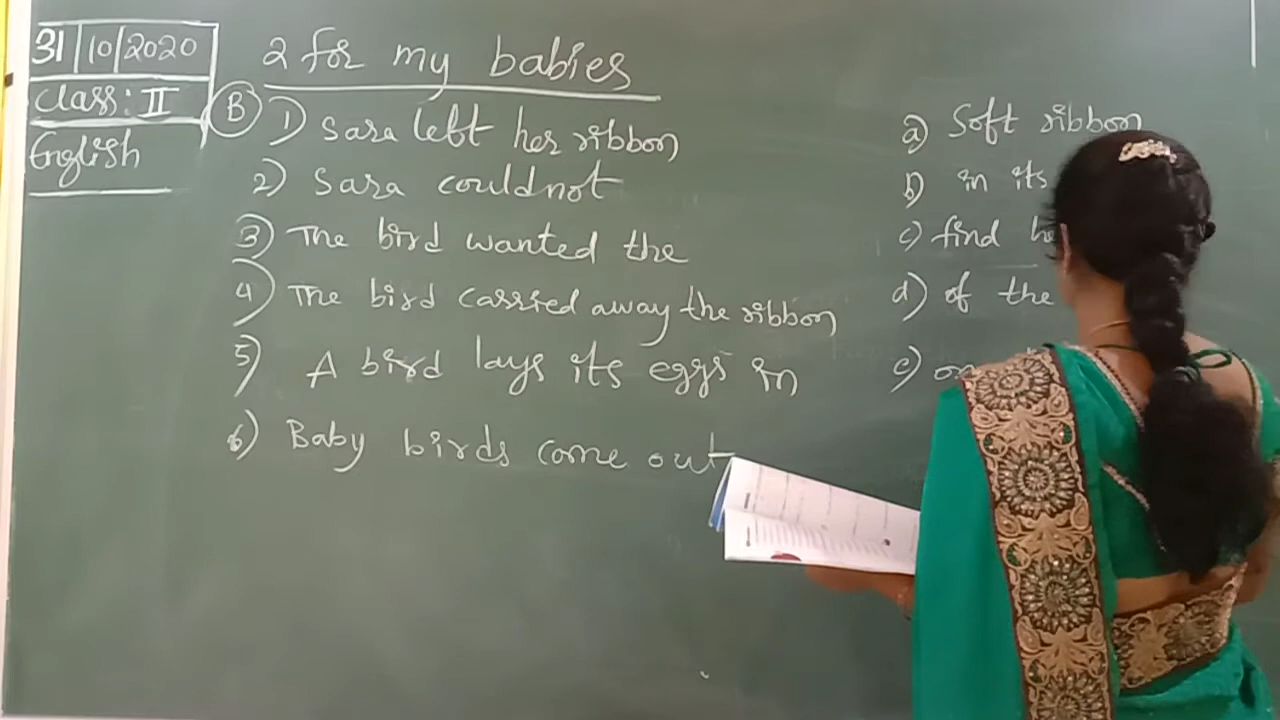 31/10/2020
Class: II
English
2 for my babies
B 1) Sara left her ribbon
2) Sara couldnot
3) The bird wanted the
4) The bird carried away the ribbon
5) A bird lays its eggs in
6) Baby birds come out
a) Soft ribbon
b) in its
c) find
d) of the
e)